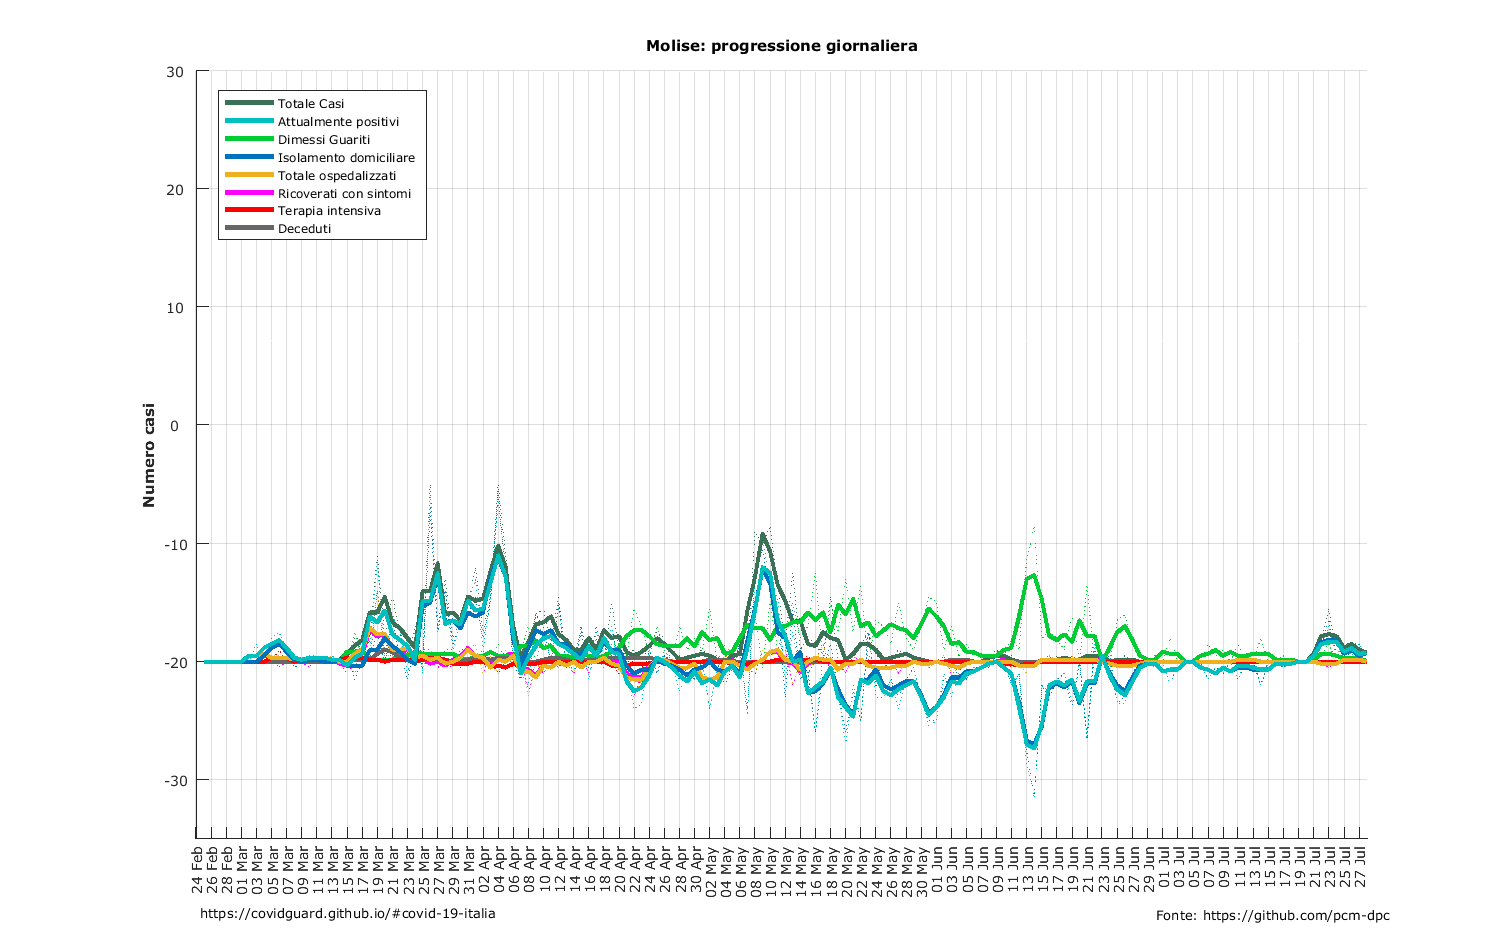 Molise: progressione giornaliera
30
20
10
0
-10
-20
-30
Numero casi
Totale Casi
Attualmente positivi
Dimessi Guariti
Isolamento domiciliare
Totale ospedalizzati
Ricoverati con sintomi
Terapia intensiva
Deceduti
24 Feb
26 Feb
28 Feb
01 Mar
03 Mar
05 Mar
07 Mar
09 Mar
11 Mar
13 Mar
15 Mar
17 Mar
19 Mar
21 Mar
23 Mar
25 Mar
27 Mar
29 Mar
31 Mar
02 Apr
04 Apr
06 Apr
08 Apr
10 Apr
12 Apr
14 Apr
16 Apr
18 Apr
20 Apr
22 Apr
24 Apr
26 Apr
28 Apr
30 Apr
02 May
04 May
06 May
08 May
10 May
12 May
14 May
16 May
18 May
20 May
22 May
24 May
26 May
28 May
30 May
01 Jun
03 Jun
05 Jun
07 Jun
09 Jun
11 Jun
13 Jun
15 Jun
17 Jun
19 Jun
21 Jun
23 Jun
25 Jun
27 Jun
29 Jun
01 Jul
03 Jul
05 Jul
07 Jul
09 Jul
11 Jul
13 Jul
15 Jul
17 Jul
19 Jul
21 Jul
23 Jul
25 Jul
27 Jul
https://covidguard.github.io/#covid-19-italia
Fonte: https://github.com/pcm-dpc